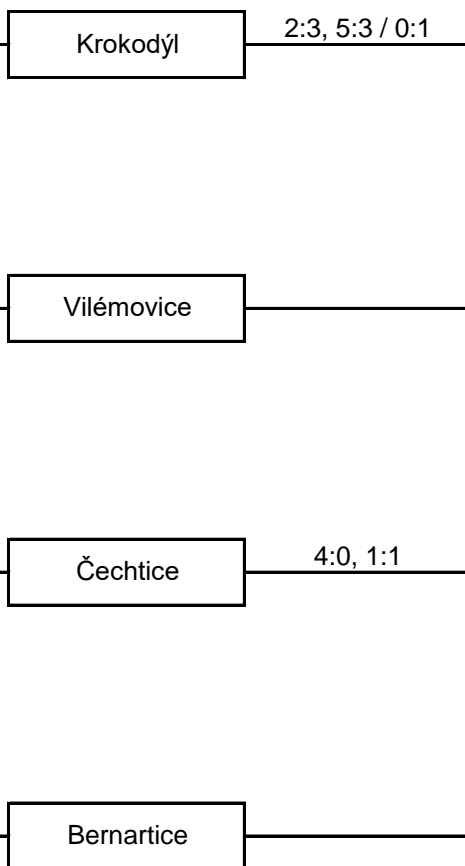 2:3, 5:3 / 0:1
Krokodýl
Vilémovice
4:0, 1:1
Čechtice
Bernartice